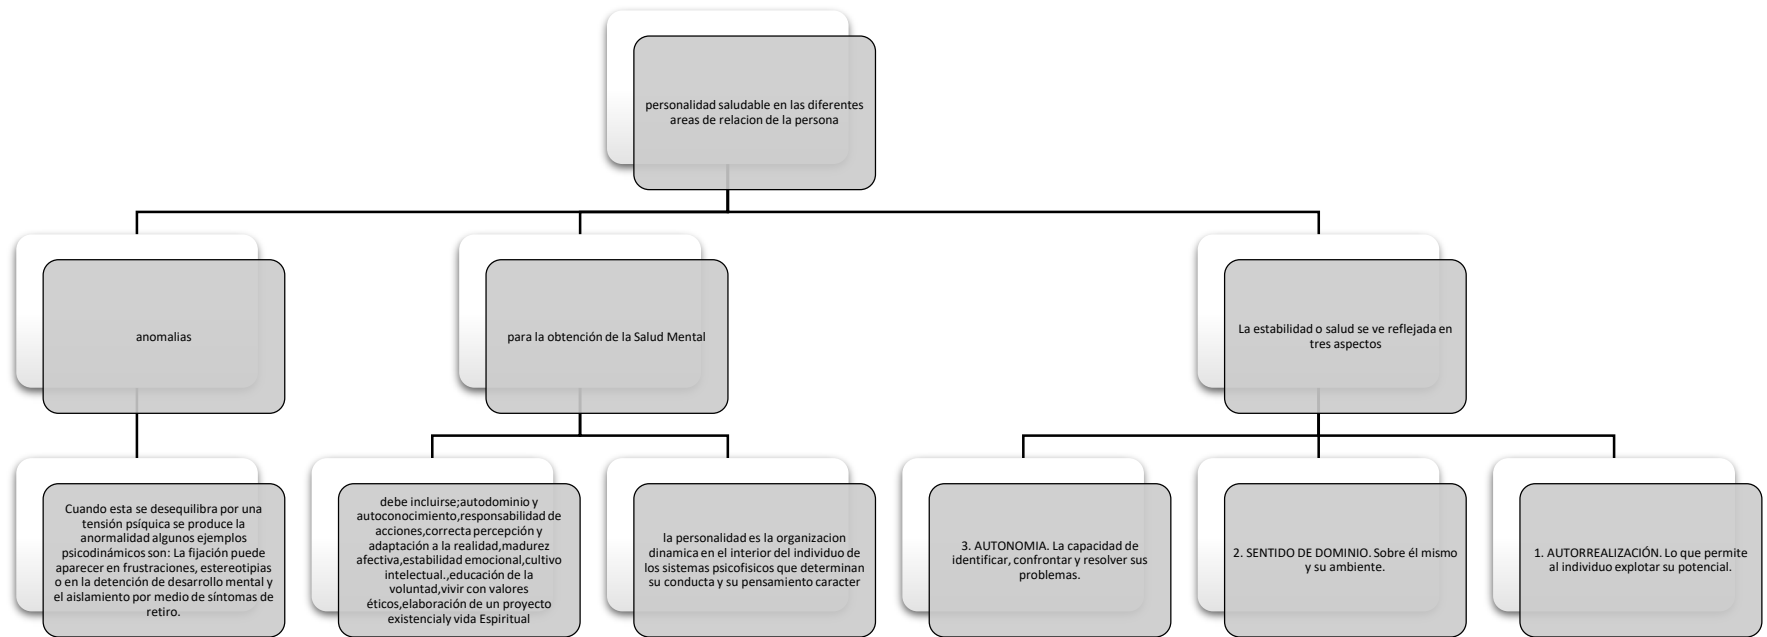 personalidad saludable en las diferentes
areas de relacion de la persona
anomalias
para la obtención de la Salud Mental
La estabilidad o salud se ve reflejada en
tres aspectos
Cuando esta se desequilibra por una
tensión psíquica se produce la
anormalidad algunos ejemplos
psicodinámicos son: La fijación puede
aparecer en frustraciones, estereotipias
o en la detención de desarrollo mental y
el aislamiento por medio de síntomas de
retiro.
debe incluirse;autodominio y
autoconocimiento,responsabilidad de
acciones,correcta percepción y
adaptación a la realidad,madurez
afectiva,estabilidad emocional,cultivo
intelectual.,educación de la
voluntad,vivir con valores
éticos,elaboración de un proyecto
existencialy vida Espiritual
la personalidad es la organizacion
dinamica en el interior del individuo de
los sistemas psicofisicos que determinan
su conducta y su pensamiento caracter
3. AUTONOMIA. La capacidad de
identificar, confrontar y resolver sus
problemas.
2. SENTIDO DE DOMINIO. Sobre él mismo
y su ambiente.
1. AUTORREALIZACIÓN. Lo que permite
al individuo explotar su potencial.